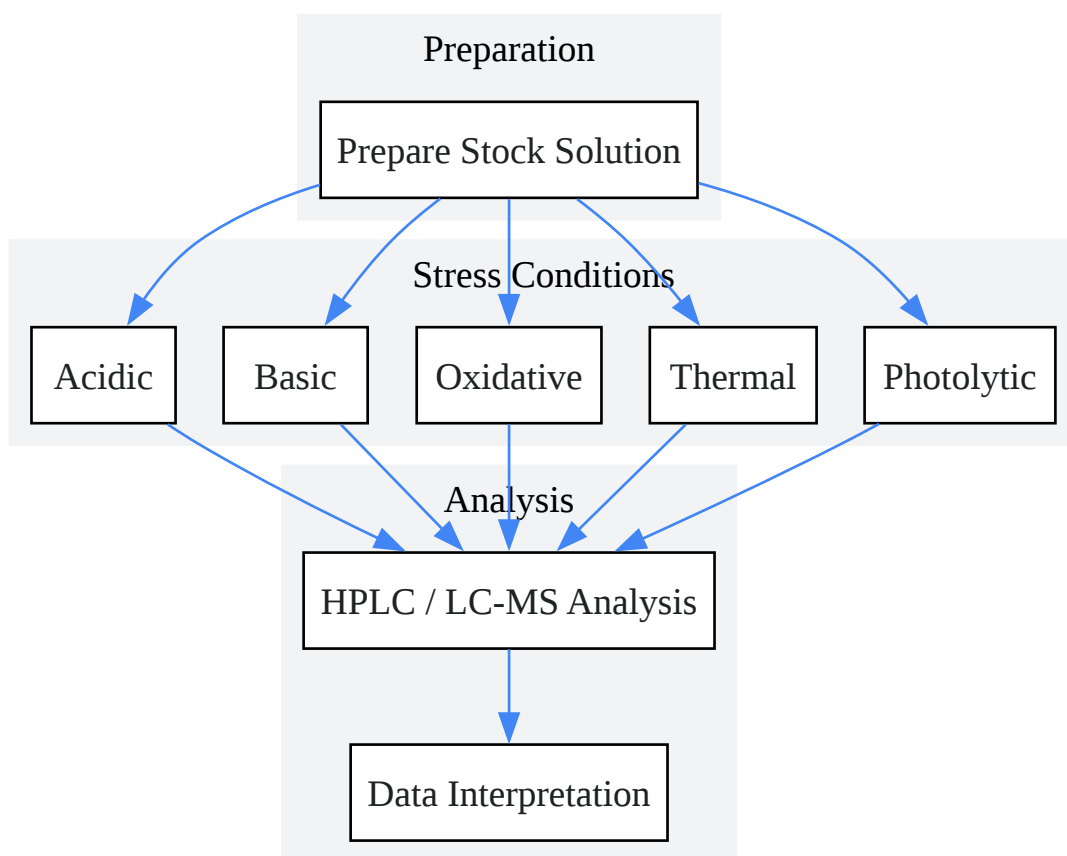 Preparation
Prepare Stock Solution
Stress Conditions
Acidic
Basic
Oxidative
Thermal
Photolytic
Analysis
HPLC / LC-MS Analysis
Data Interpretation